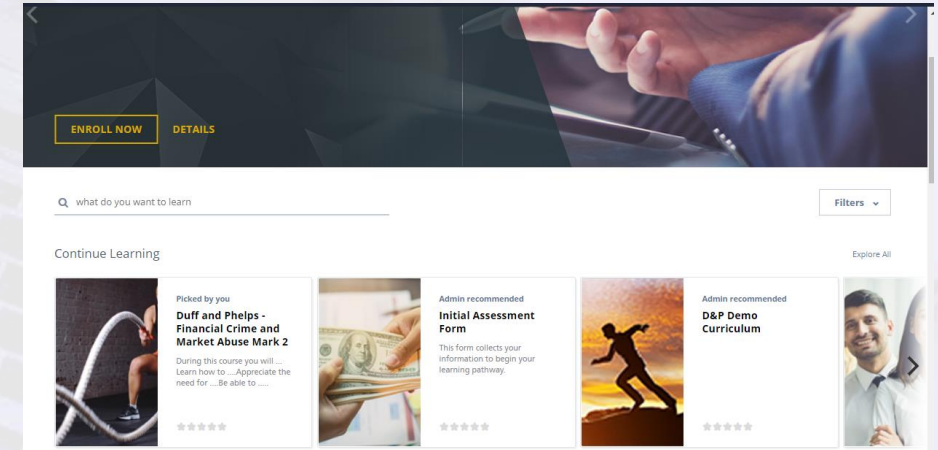 ENROLL NOW DETAILS
what do you want to learn
Filters
Continue Learning
Explore All
Picked by you
Duff and Phelps -
Financial Crime and
Market Abuse Mark 2
During this course you will ...
Learn how to ....Appreciate the
need for ....Be able to .....
Admin recommended
Initial Assessment
Form
This form collects your
information to begin your
learning pathway.
Admin recommended
D&P Demo
Curriculum